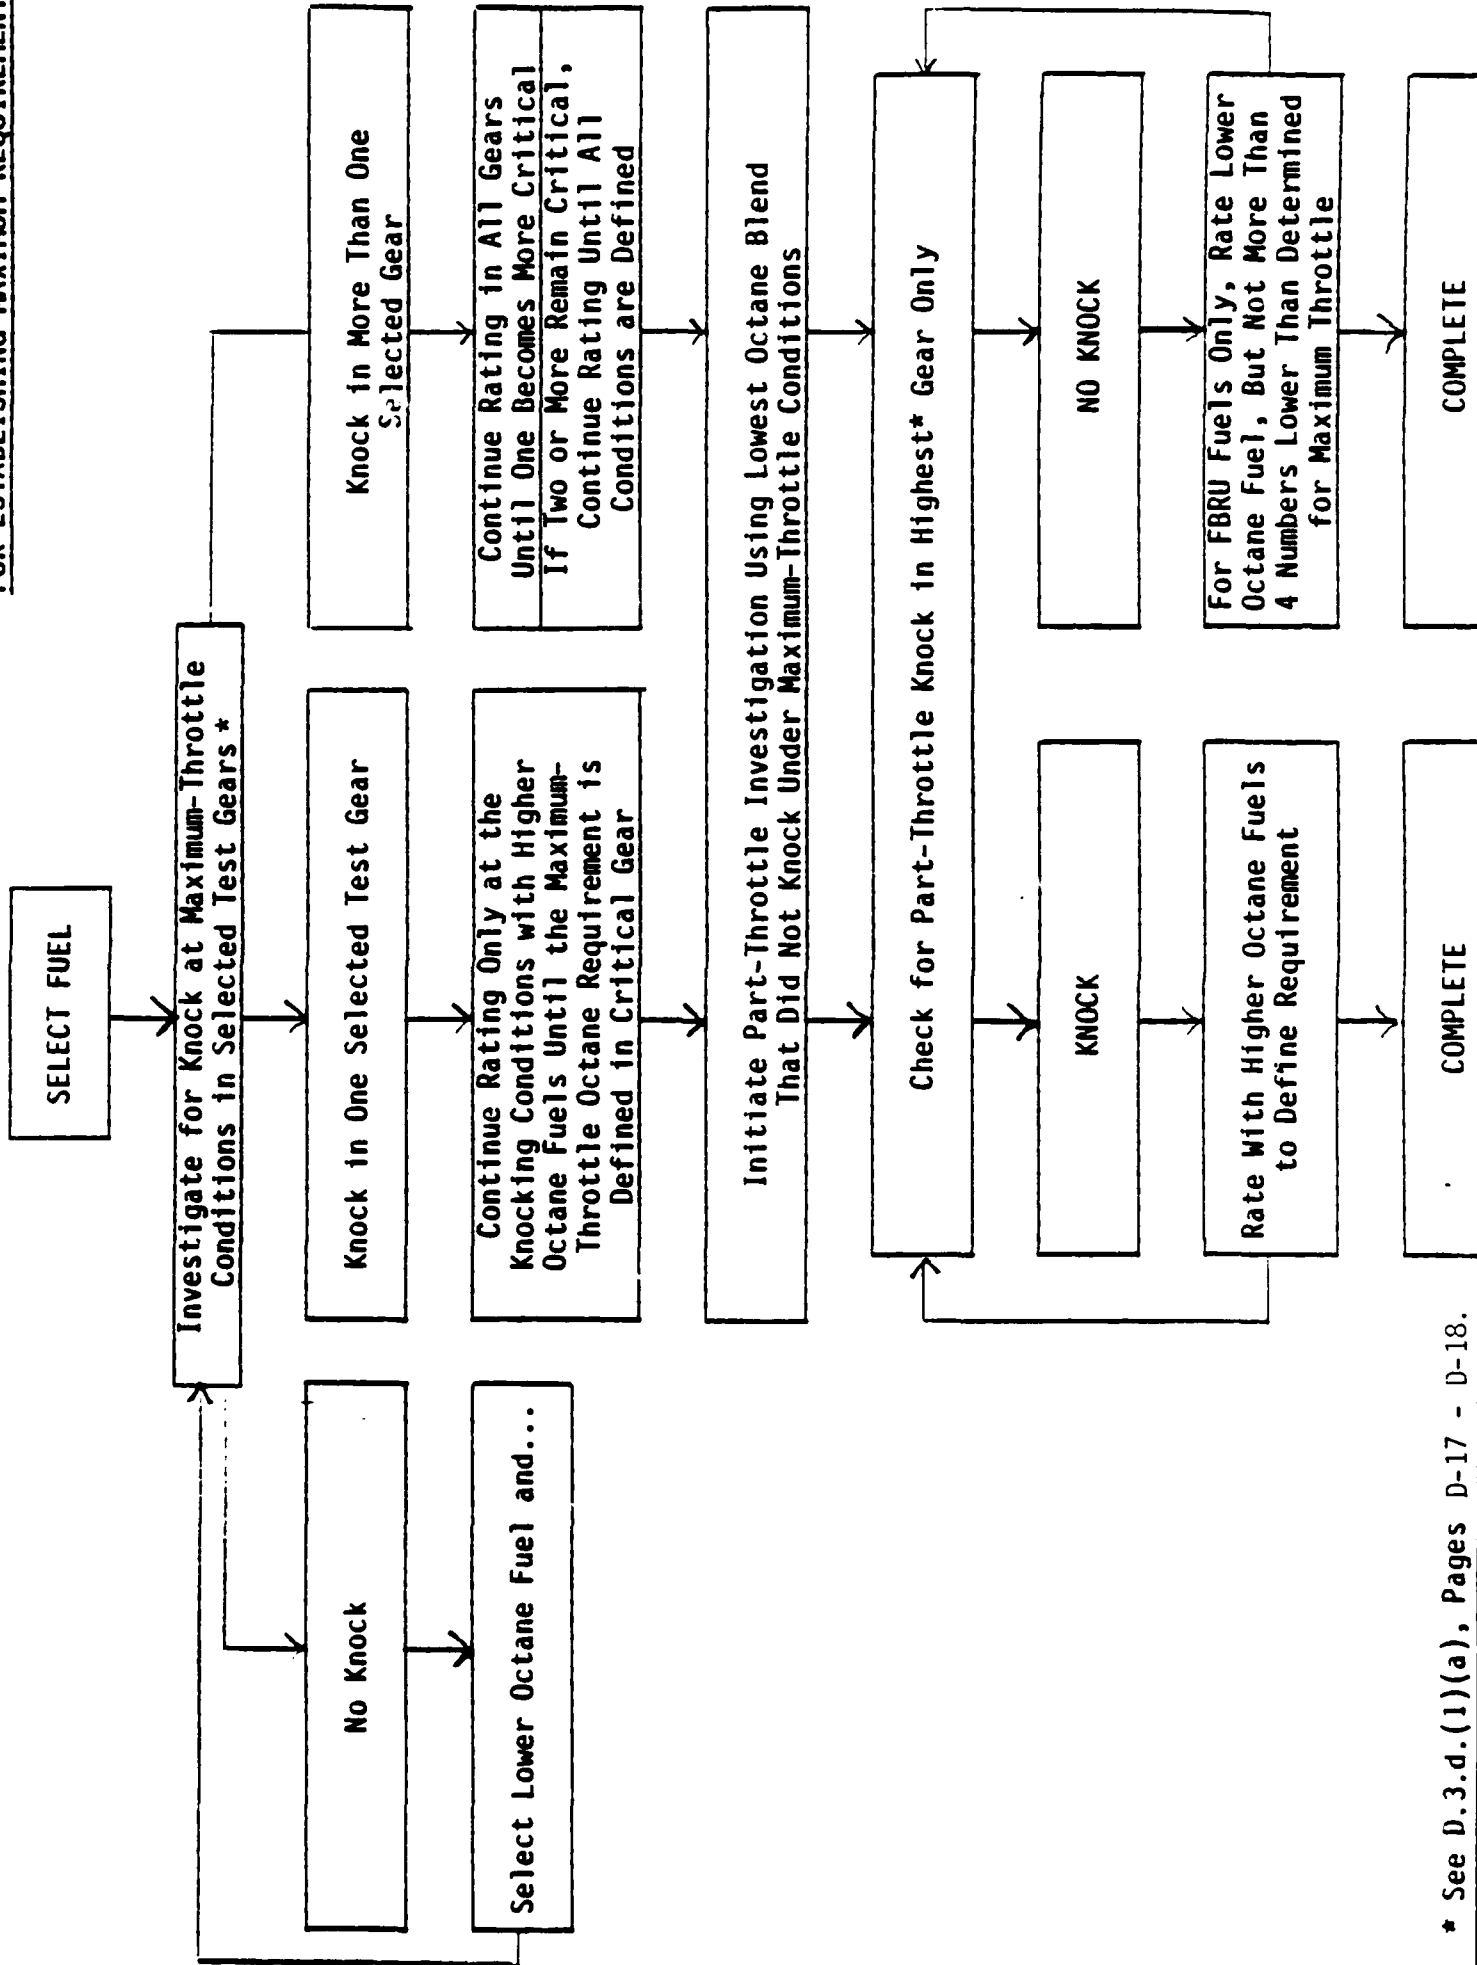 FOR ESTABLISHING MAXIMUM REQUIREMENT
SELECT FUEL
Investigate for Knock at Maximum-Throttle
Conditions in Selected Test Gears*
No Knock
Knock in One Selected Test Gear
Knock in More Than One
Selected Gear
Select Lower Octane Fuel and...
Continue Rating Only at the
Knocking Conditions with Higher
Octane Fuels Until the Maximum-
Throttle Octane Requirement is
Defined in Critical Gear
Continue Rating in All Gears
Until One Becomes More Critical
If Two or More Remain Critical,
Continue Rating Until All
Conditions are Defined
Initiate Part-Throttle Investigation Using Lowest Octane Blend
That Did Not Knock Under Maximum-Throttle Conditions
Check for Part-Throttle Knock in Highest* Gear Only
KNOCK
NO KNOCK
Rate With Higher Octane Fuels
to Define Requirement
For FBRU Fuels Only, Rate Lower
Octane Fuel, But Not More Than
4 Numbers Lower Than Determined
for Maximum Throttle
COMPLETE
COMPLETE
* See D.3.d.(1)(a), Pages D-17 - D-18.